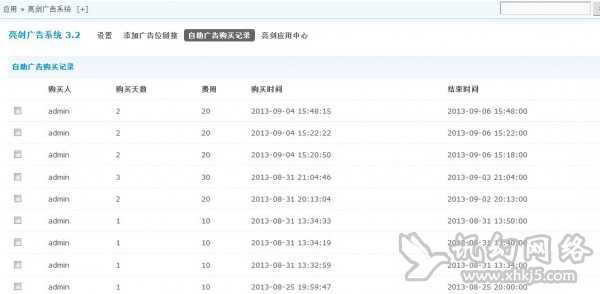 应用 » 亮剑广告系统 [+]
亮剑广告系统 3.2 设置 添加广告位链接 自助广告购买记录 亮剑应用中心
自助广告购买记录
购买人 购买天数 费用 购买时间 结束时间
admin 2 20 2013-09-04 15:48:15 2013-09-06 15:48:00
admin 2 20 2013-09-04 15:22:22 2013-09-06 15:22:00
admin 2 20 2013-09-04 15:20:50 2013-09-06 15:18:00
admin 3 30 2013-08-31 21:04:46 2013-09-03 21:04:00
admin 2 20 2013-08-31 20:13:04 2013-09-02 20:13:00
admin 1 10 2013-08-31 13:34:33 2013-08-31 13:50:00
admin 1 10 2013-08-31 13:34:19 2013-08-31 13:40:00
admin 1 10 2013-08-31 13:32:59 2013-08-31 13:34:00
admin 1 10 2013-08-25 19:59:47 2013-08-25 20:00:00
网络
www.xhkj5.com